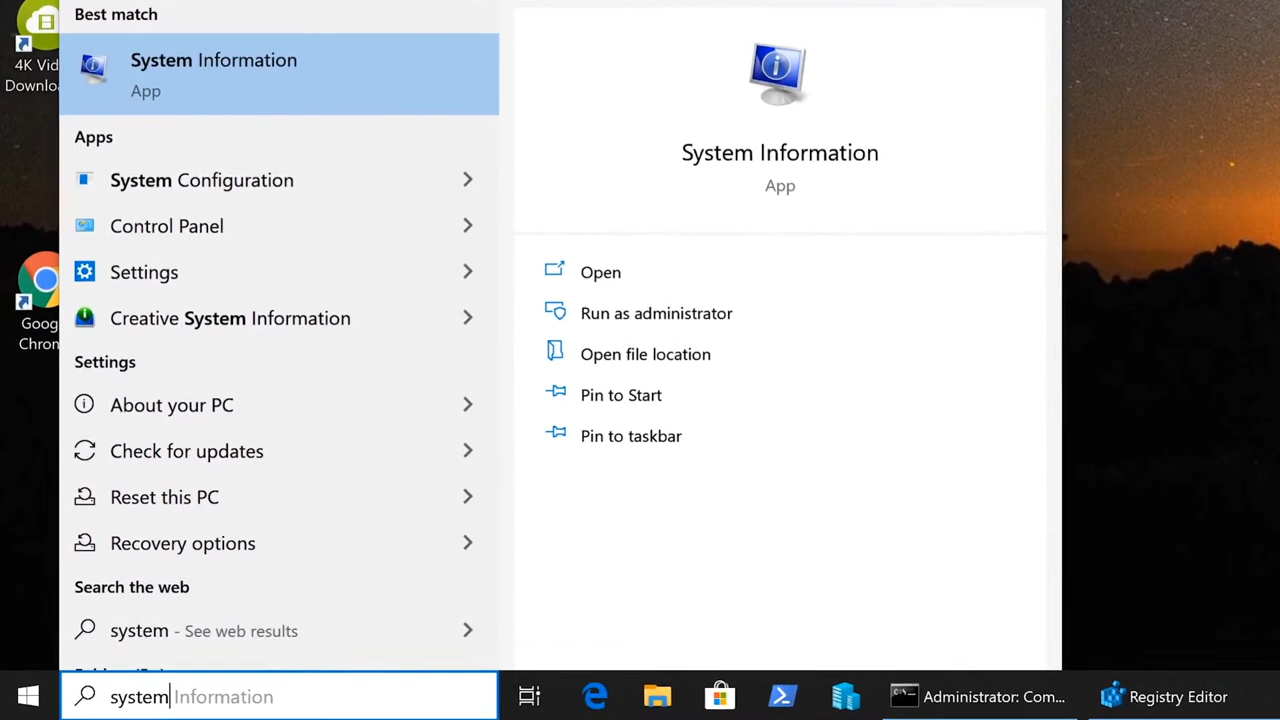 Best match
System Information
App
Apps
System Configuration
Control Panel
Settings
Creative System Information
Settings
About your PC
Check for updates
Reset this PC
Recovery options
Search the web
system - See web results
system Information
System Information
App
Open
Run as administrator
Open file location
Pin to Start
Pin to taskbar
4K Vid
Downlo
Goog
Chron
Administrator: Com...
Registry Editor